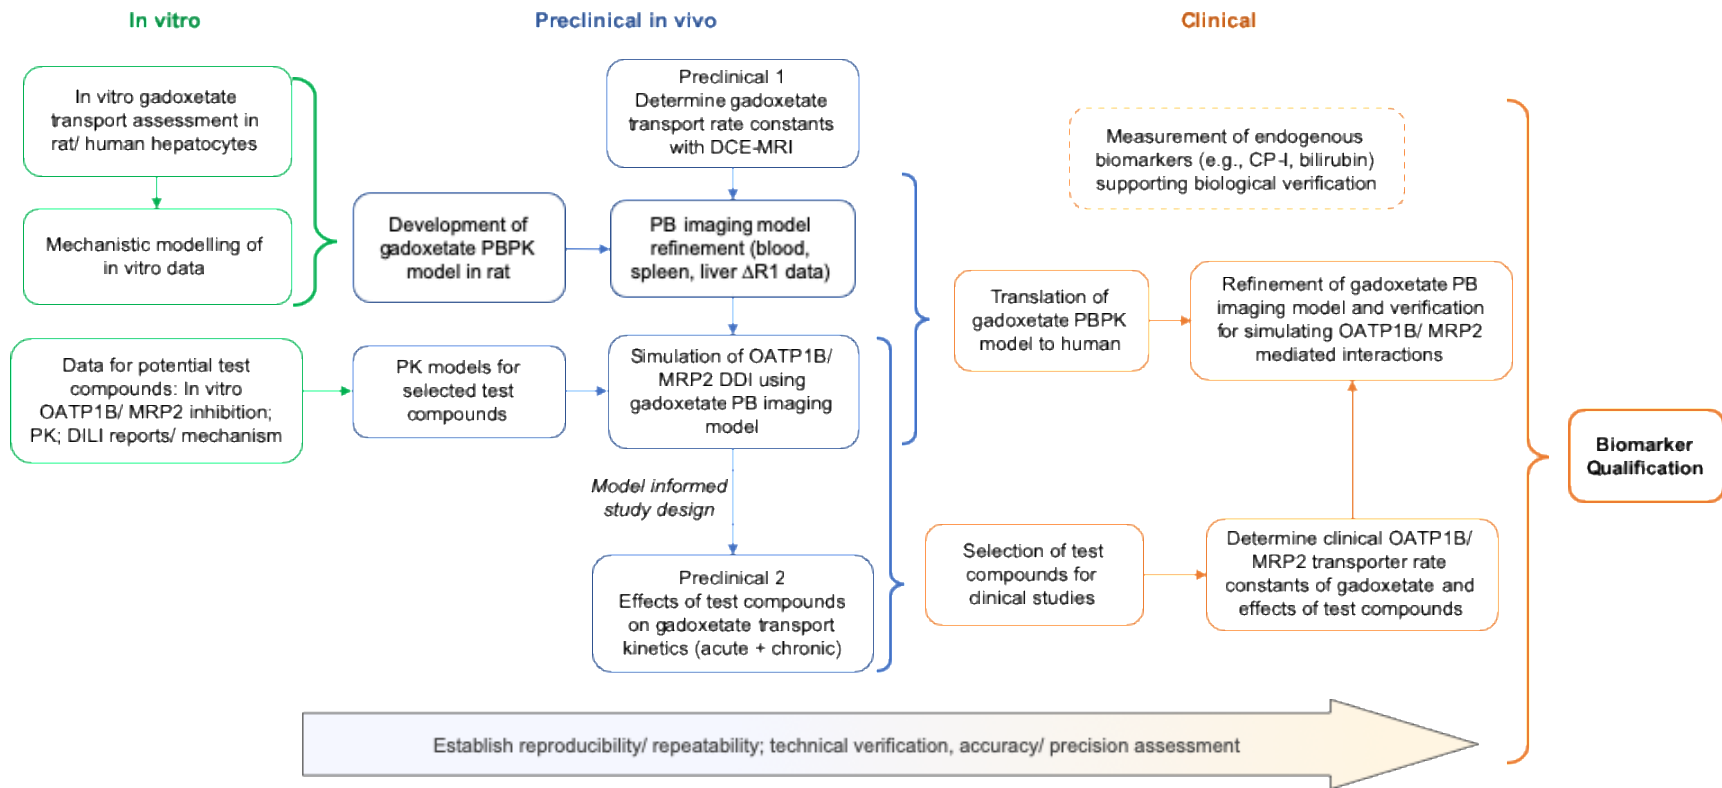 In vitro
Preclinical in vivo
Clinical
In vitro gadoxetate
transport assessment in
rat/ human hepatocytes
Mechanistic modelling of
in vitro data
Data for potential test
compounds: In vitro
OATP1B/ MRP2 inhibition;
PK; DILI reports/ mechanism
Development of
gadoxetate PBPK
model in rat
PK models for
selected test
compounds
Preclinical 1
Determine gadoxetate
transport rate constants
with DCE-MRI
PB imaging model
refinement (blood,
spleen, liver ΔR1 data)
Simulation of OATP1B/
MRP2 DDI using
gadoxetate PB imaging
model
Model informed
study design
Preclinical 2
Effects of test compounds
on gadoxetate transport
kinetics (acute + chronic)
Measurement of endogenous
biomarkers (e.g., CP-I, bilirubin)
supporting biological verification
Translation of
gadoxetate PBPK
model to human
Refinement of gadoxetate PB
imaging model and verification
for simulating OATP1B/ MRP2
mediated interactions
Selection of test
compounds for
clinical studies
Determine clinical OATP1B/
MRP2 transporter rate
constants of gadoxetate and
effects of test compounds
Biomarker
Qualification
Establish reproducibility/ repeatability; technical verification, accuracy/ precision assessment